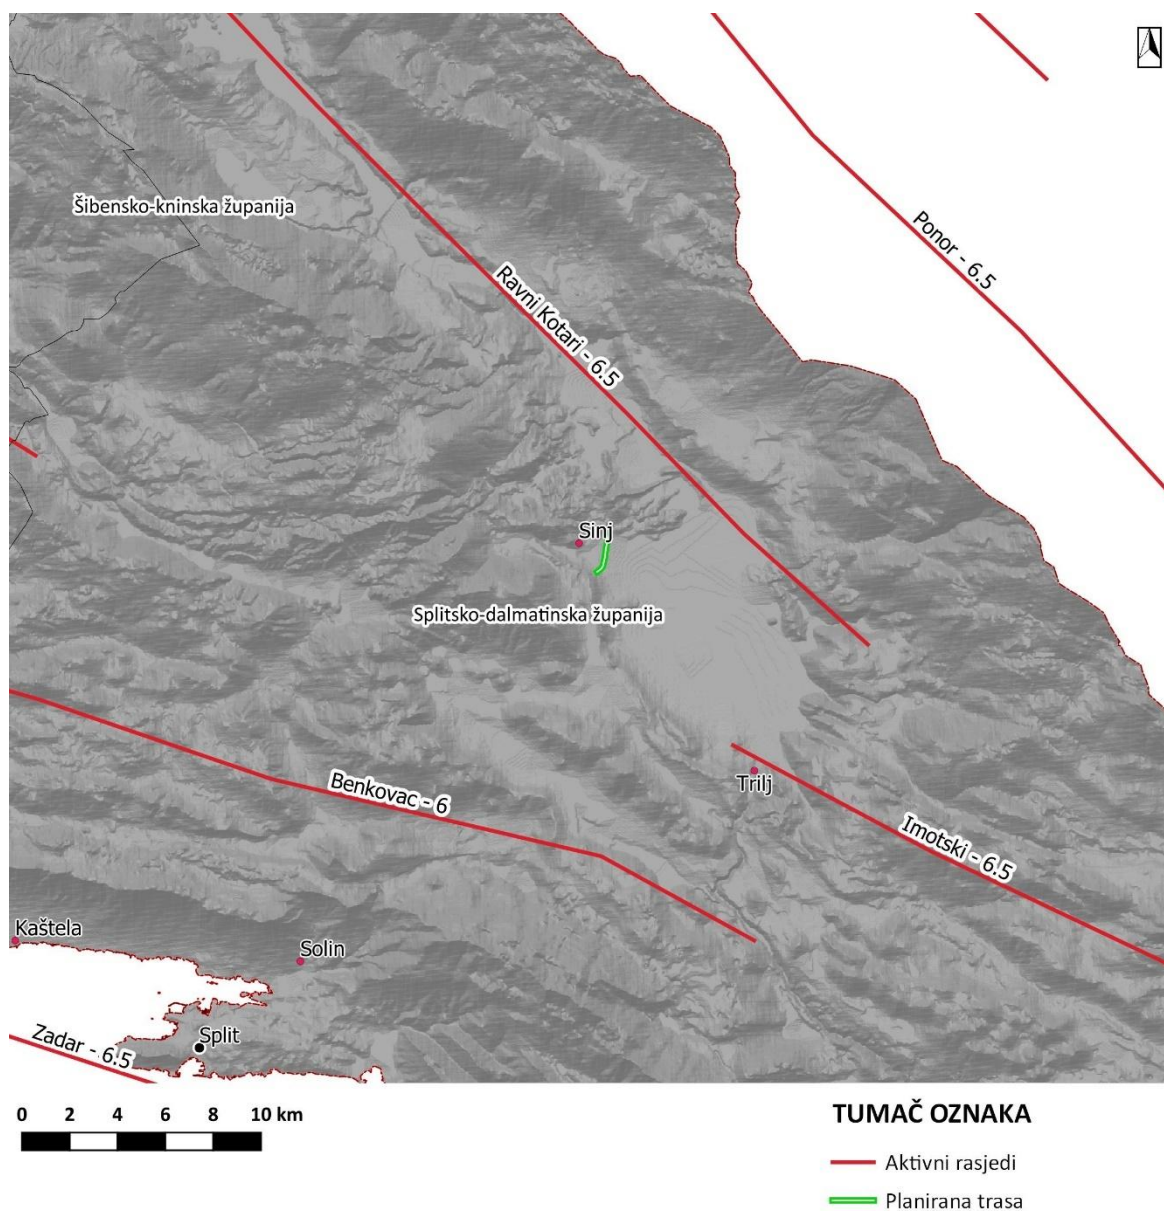 Šibensko-kninska županija
Ponor - 6.5
Ravni Kotari - 6.5
Sinj
Splitsko-dalmatinska županija
Trilj
Benkovac - 6
Imotski - 6.5
Kaštela
Solin
Split
Zadar - 6.5
0 2 4 6 8 10 km
TUMAČ OZNAKA
Aktivni rasjedi
Planirana trasa